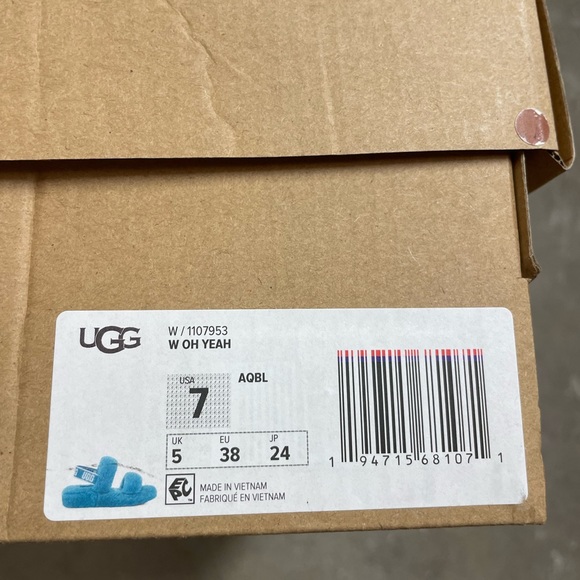 UGG
W / 1107953
W OH YEAH
USA
7
AQBL
UK
5
EU
38
JP
24
MADE IN VIETNAM
FABRIQUÉ EN VIETNAM
1 94715 68107 1